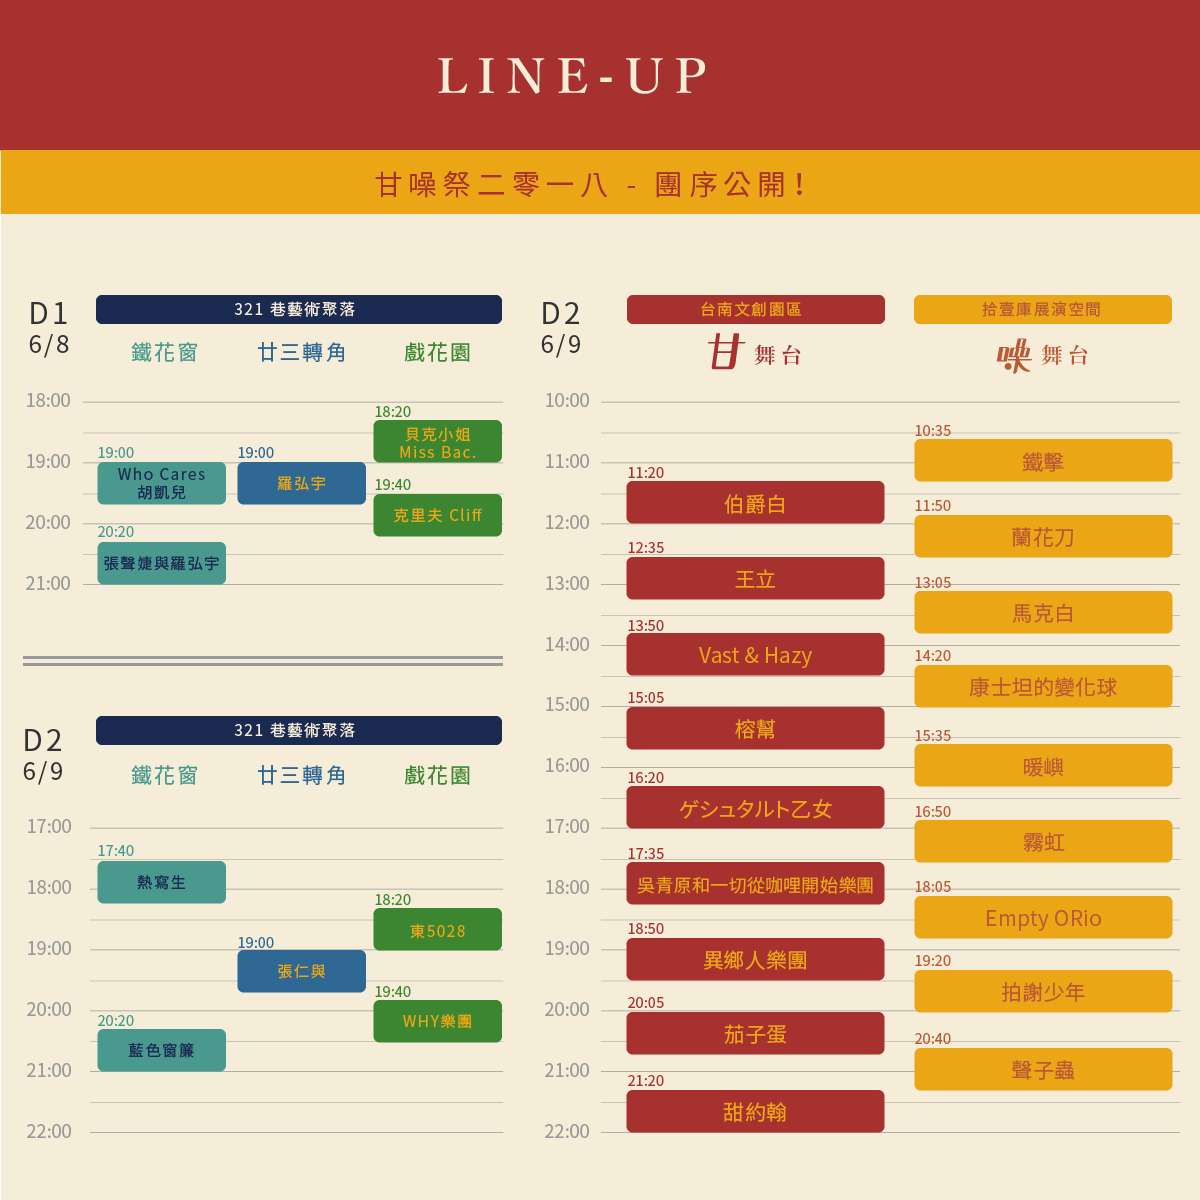 LINE-UP
甘噪祭二零一八 - 團序公開!
D1
6/8
321 巷藝術聚落
鐵花窗
廿三轉角
戲花園
18:00
19:00
20:00
21:00
19:00
Who Cares
胡凱兒
20:20
張聲婕與羅弘宇
19:00
羅弘宇
18:20
貝克小姐
Miss Bac.
19:40
克里夫 Cliff
D2
6/9
321 巷藝術聚落
鐵花窗
廿三轉角
戲花園
17:00
18:00
19:00
20:00
21:00
22:00
17:40
熱寫生
20:20
藍色窗簾
19:00
張仁與
18:20
東5028
19:40
WHY樂團
D2
6/9
台南文創園區
甘舞台
拾壹庫展演空間
噪舞台
10:00
11:00
12:00
13:00
14:00
15:00
16:00
17:00
18:00
19:00
20:00
21:00
22:00
11:20
伯爵白
12:35
王立
13:50
Vast & Hazy
15:05
榕幫
16:20
ゲシュタルト乙女
17:35
吳青原和一切從咖哩開始樂團
18:50
異鄉人樂團
20:05
茄子蛋
21:20
甜約翰
10:35
鐵擊
11:50
蘭花刀
13:05
馬克白
14:20
康士坦的變化球
15:35
暖嶼
16:50
霧虹
18:05
Empty ORio
19:20
拍謝少年
20:40
聲子蟲